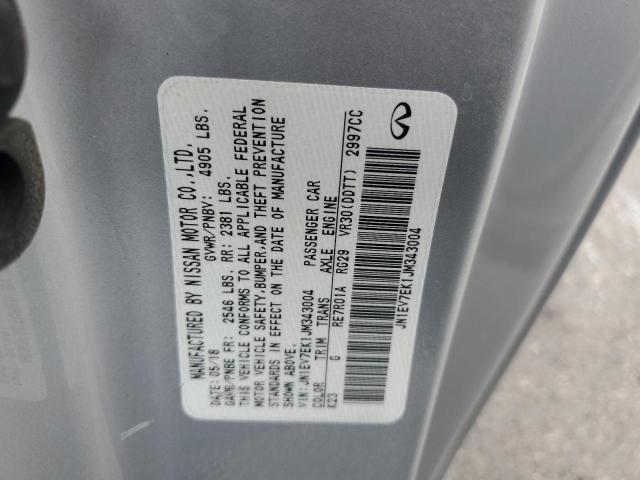 MANUFACTURED BY NISSAN MOTOR CO.,LTD.
GVWR/PNBV: 4905 LBS.
DATE: 05/18
GAWR/PNBE FR: 2546 LBS. RR: 2381 LBS.
THIS VEHICLE CONFORMS TO ALL APPLICABLE FEDERAL
MOTOR VEHICLE SAFETY,BUMPER,AND THEFT PREVENTION
STANDARDS IN EFFECT ON THE DATE OF MANUFACTURE
SHOWN ABOVE.
VIN: JN1EV7EK1JM343004 PASSENGER CAR
COLOR TRIM TRANS AXLE ENGINE
K23 G RE7R01A RG29 VR30(DDTT) 2997CC
JN1EV7EK1JM343004